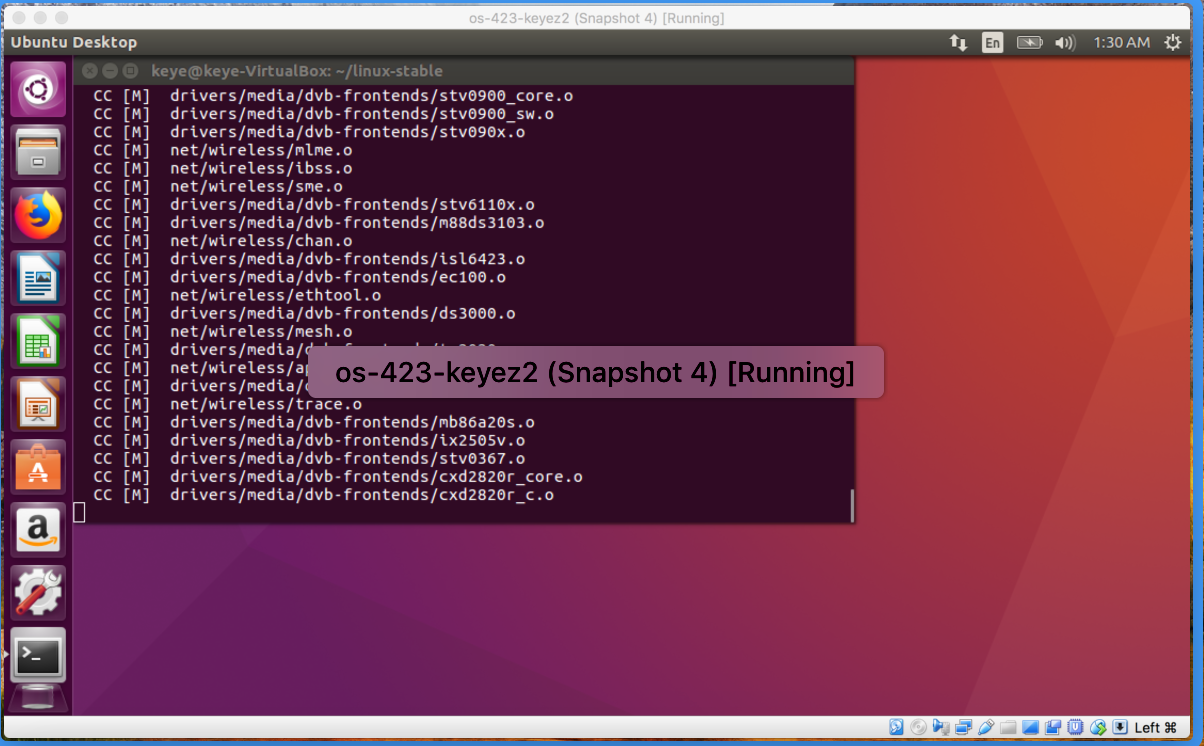 os-423-keyez2 (Snapshot 4) [Running]
Ubuntu Desktop
En
1:30 AM
keye@keye-VirtualBox: ~/linux-stable
CC [M]  drivers/media/dvb-frontends/stv0900_core.o
CC [M]  drivers/media/dvb-frontends/stv0900_sw.o
CC [M]  drivers/media/dvb-frontends/stv090x.o
CC [M]  net/wireless/mlme.o
CC [M]  net/wireless/ibss.o
CC [M]  net/wireless/sme.o
CC [M]  drivers/media/dvb-frontends/stv6110x.o
CC [M]  drivers/media/dvb-frontends/m88ds3103.o
CC [M]  net/wireless/chan.o
CC [M]  drivers/media/dvb-frontends/isl6423.o
CC [M]  drivers/media/dvb-frontends/ec100.o
CC [M]  net/wireless/ethtool.o
CC [M]  drivers/media/dvb-frontends/ds3000.o
CC [M]  net/wireless/mesh.o
CC [M]  drivers/media/
CC [M]  net/wireless/
os-423-keyez2 (Snapshot 4) [Running]
CC [M]  drivers/media/
CC [M]  net/wireless/trace.o
CC [M]  drivers/media/dvb-frontends/mb86a20s.o
CC [M]  drivers/media/dvb-frontends/ix2505v.o
CC [M]  drivers/media/dvb-frontends/stv0367.o
CC [M]  drivers/media/dvb-frontends/cxd2820r_core.o
CC [M]  drivers/media/dvb-frontends/cxd2820r_c.o
a
>_
Left ⌘